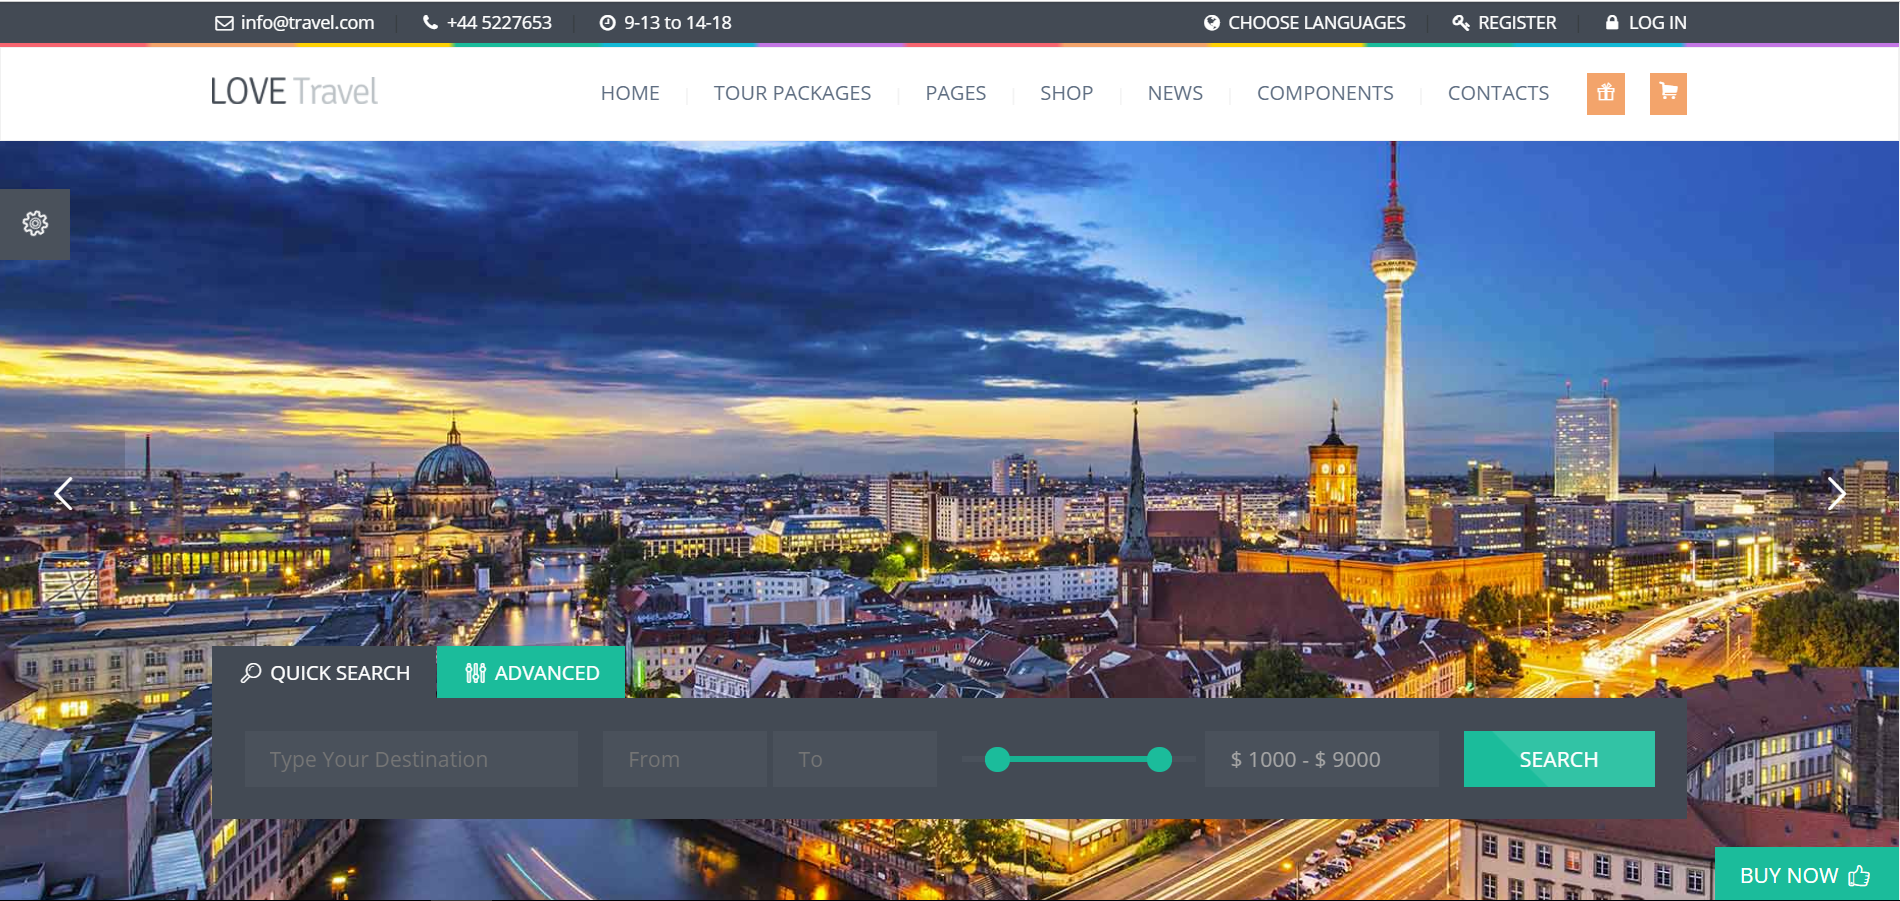 info@travel.com
+44 5227653
9-13 to 14-18
CHOOSE LANGUAGES
REGISTER
LOG IN
LOVE Travel
HOME
TOUR PACKAGES
PAGES
SHOP
NEWS
COMPONENTS
CONTACTS
QUICK SEARCH
ADVANCED
Type Your Destination
From
To
$ 1000 - $ 9000
SEARCH
BUY NOW